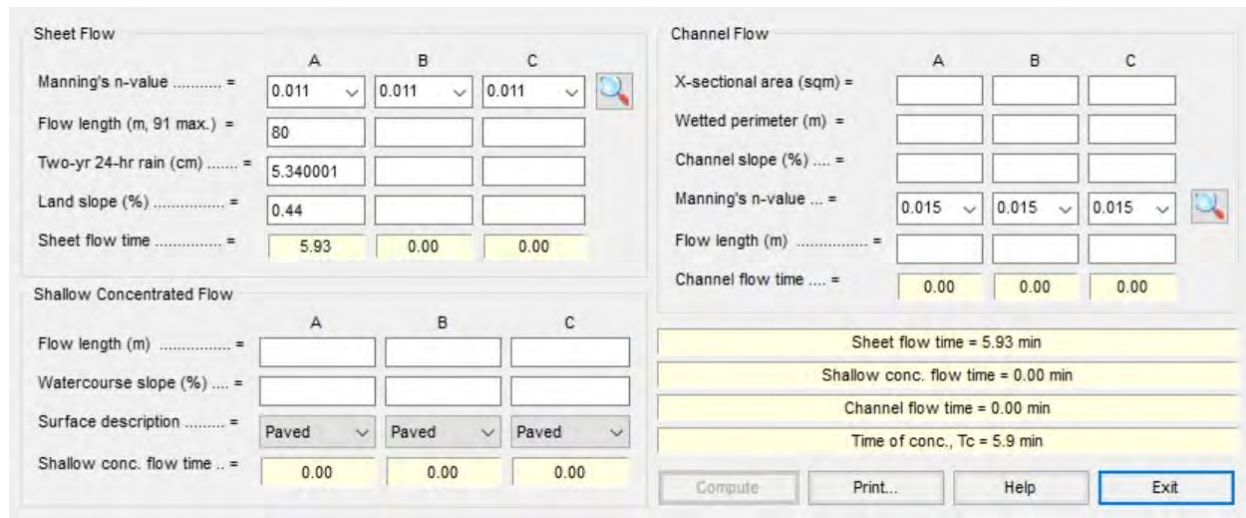 Sheet Flow
A B C
Manning's n-value ........... = 0.011 0.011 0.011
Flow length (m, 91 max.) = 80
Two-yr 24-hr rain (cm) ....... = 5.340001
Land slope (%) ................ = 0.44
Sheet flow time ............... = 5.93 0.00 0.00
Shallow Concentrated Flow
A B C
Flow length (m) ................ =
Watercourse slope (%) .... =
Surface description ........ = Paved Paved Paved
Shallow conc. flow time .. = 0.00 0.00 0.00
Channel Flow
A B C
X-sectional area (sqm) =
Wetted perimeter (m) =
Channel slope (%) .... =
Manning's n-value ... = 0.015 0.015 0.015
Flow length (m) ................ =
Channel flow time .... = 0.00 0.00 0.00
Sheet flow time = 5.93 min
Shallow conc. flow time = 0.00 min
Channel flow time = 0.00 min
Time of conc., Tc = 5.9 min
Compute Print... Help Exit